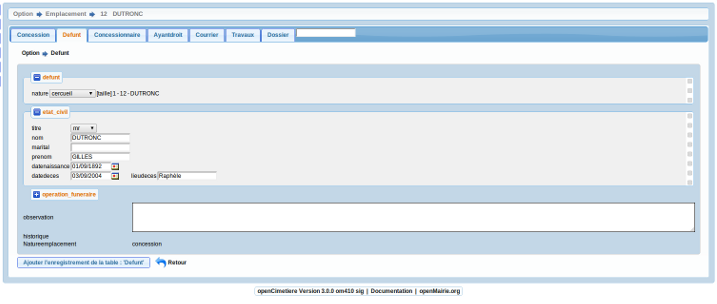 Option Emplacement 12 DUTRONC
Concession Defunt Concessionnaire Ayantdroit Courrier Travaux Dossier
Option Defunt
defunt
nature cercueil [taille] 1 - 12 - DUTRONC
etat_civil
titre mr
nom DUTRONC
marital
prenom GILLES
datenaissance 01/09/1892
datedeces 03/09/2004 lieudeces Raphèle
operation_funeraire
observation
historique
Natureemplacement concession
Ajouter l'enregistrement de la table : 'Defunt' Retour
openCimetiere Version 3.0.0 om410 sig | Documentation | openMairie.org